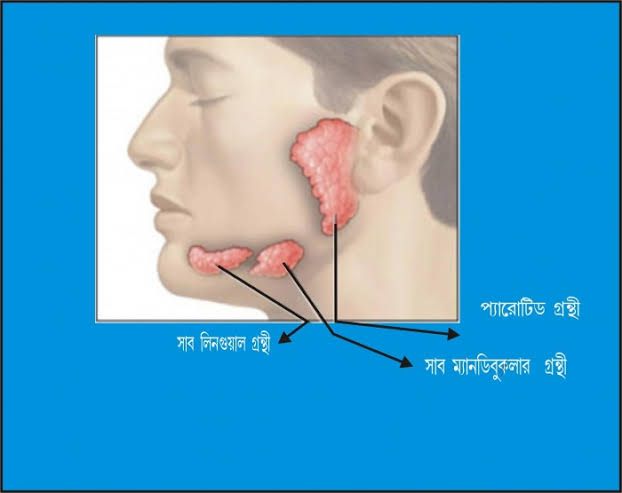 প্যারোটিড গ্রন্থী
সাব লিনগুয়াল গ্রন্থী
সাব ম্যানডিবুকলার গ্রন্থী